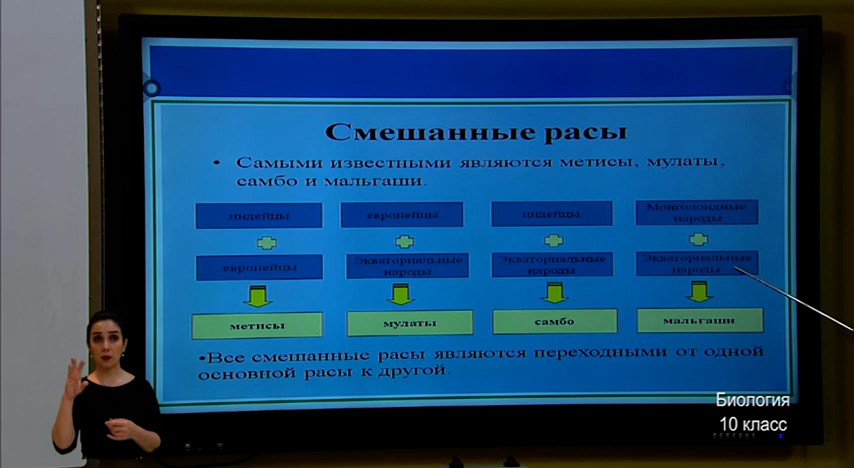 Смешанные расы
• Самыми известными являются метисы, мулаты,
самбо и мальгаши.
индейцы
европейцы
индейцы
Монголоидные
народы
европейцы
Экваториальные
народы
Экваториальные
народы
Экваториальные
народы
метисы
мулаты
самбо
мальгаши
•Все смешанные расы являются переходными от одной
основной расы к другой.
Биология
10 класс